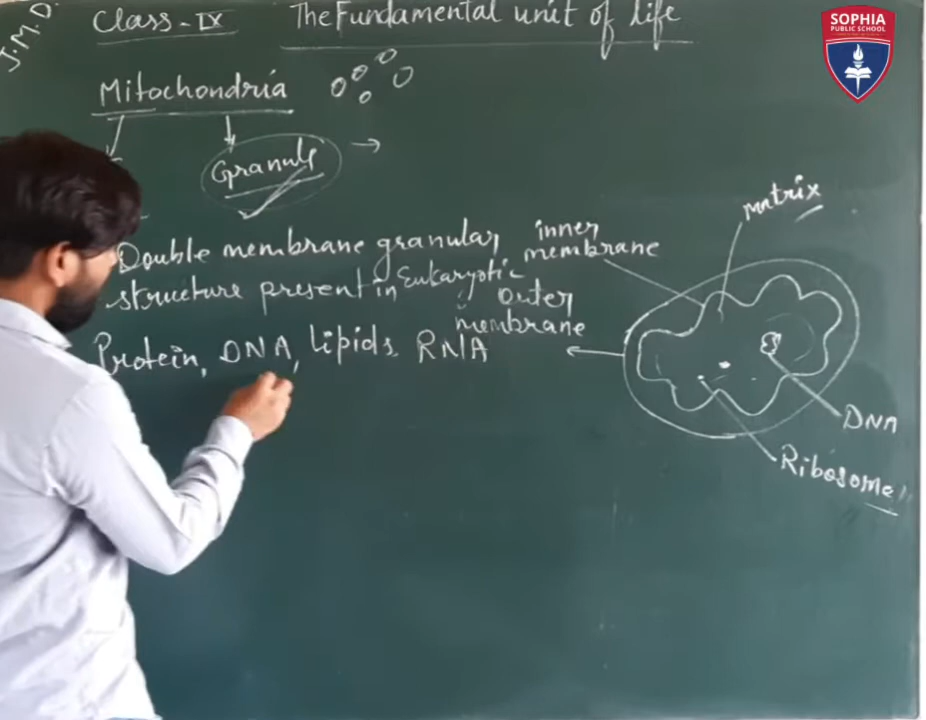 J.M.D.
Class-IX The Fundamental unit of life
SOPHIA
PUBLIC SCHOOL
Mitochondria
Granule
matrix
Double membrane granular
structure present in Eukaryotic
inner
membrane
outer
membrane
Protein, DNA, lipids, RNA
DNA
Ribosome